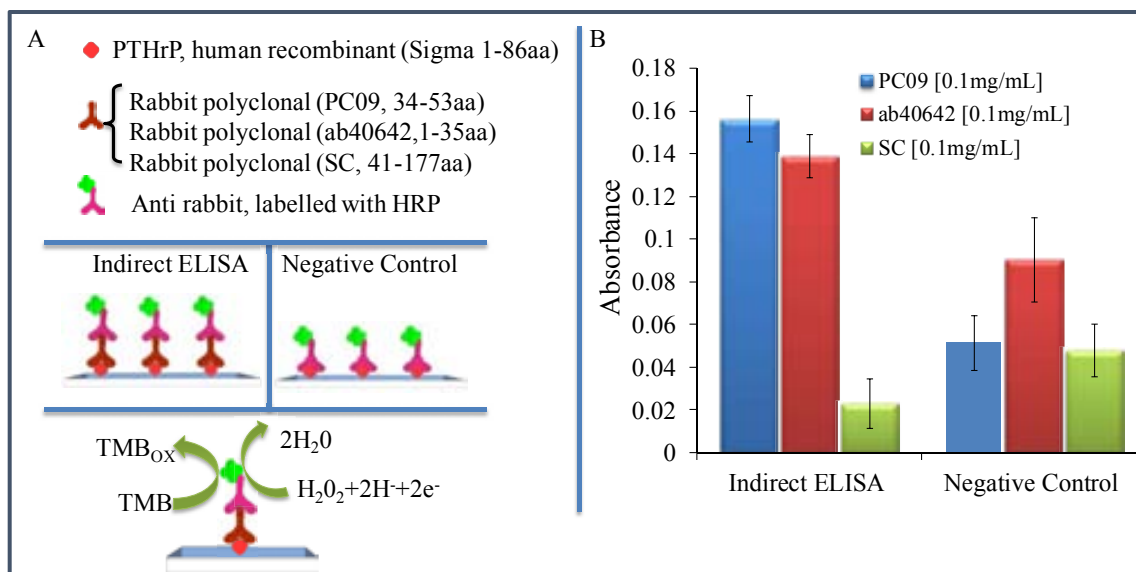 A
PTHrP, human recombinant (Sigma 1-86aa)
Rabbit polyclonal (PC09, 34-53aa)
Rabbit polyclonal (ab40642,1-35aa)
Rabbit polyclonal (SC, 41-177aa)
Anti rabbit, labelled with HRP
Indirect ELISA
Negative Control
TMBOX
2H20
TMB
H202+2H-+2e-
B
0.18
0.16
0.14
0.12
0.1
0.08
0.06
0.04
0.02
0
Absorbance
PC09 [0.1mg/mL]
ab40642 [0.1mg/mL]
SC [0.1mg/mL]
Indirect ELISA
Negative Control